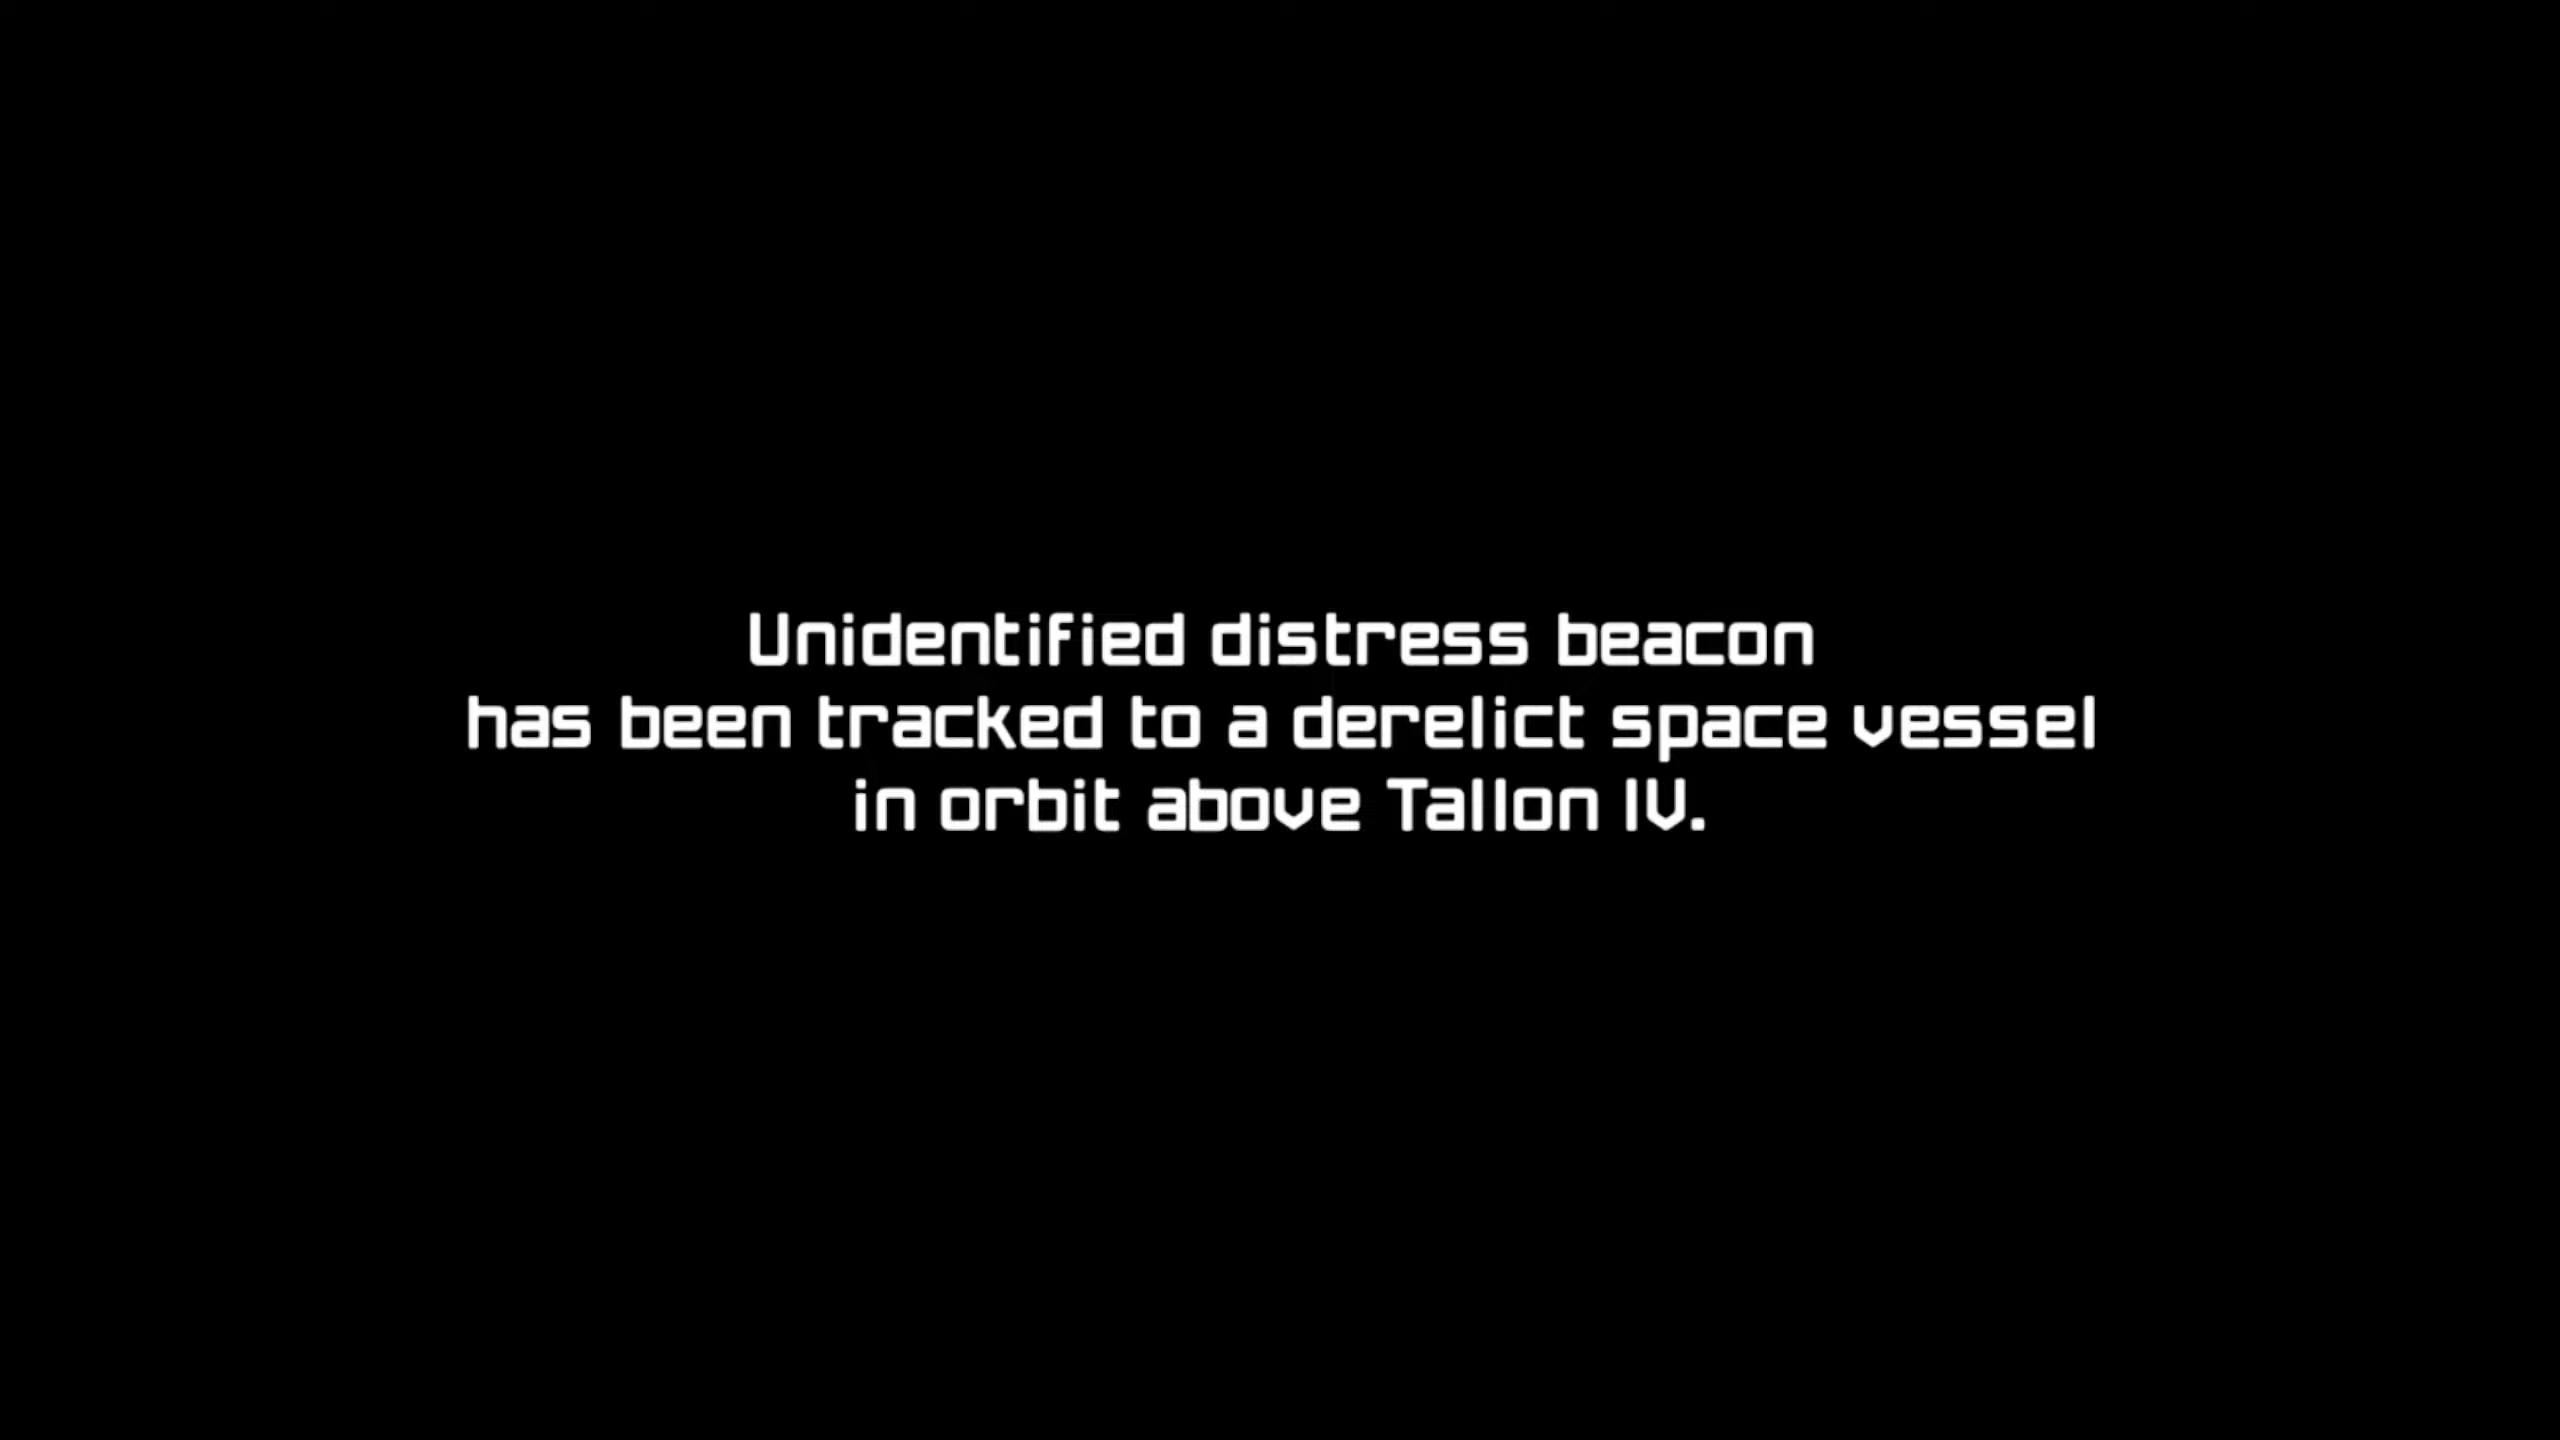 Unidentified distress beacon
has been tracked to a derelict space vessel
in orbit above Tallon IV.